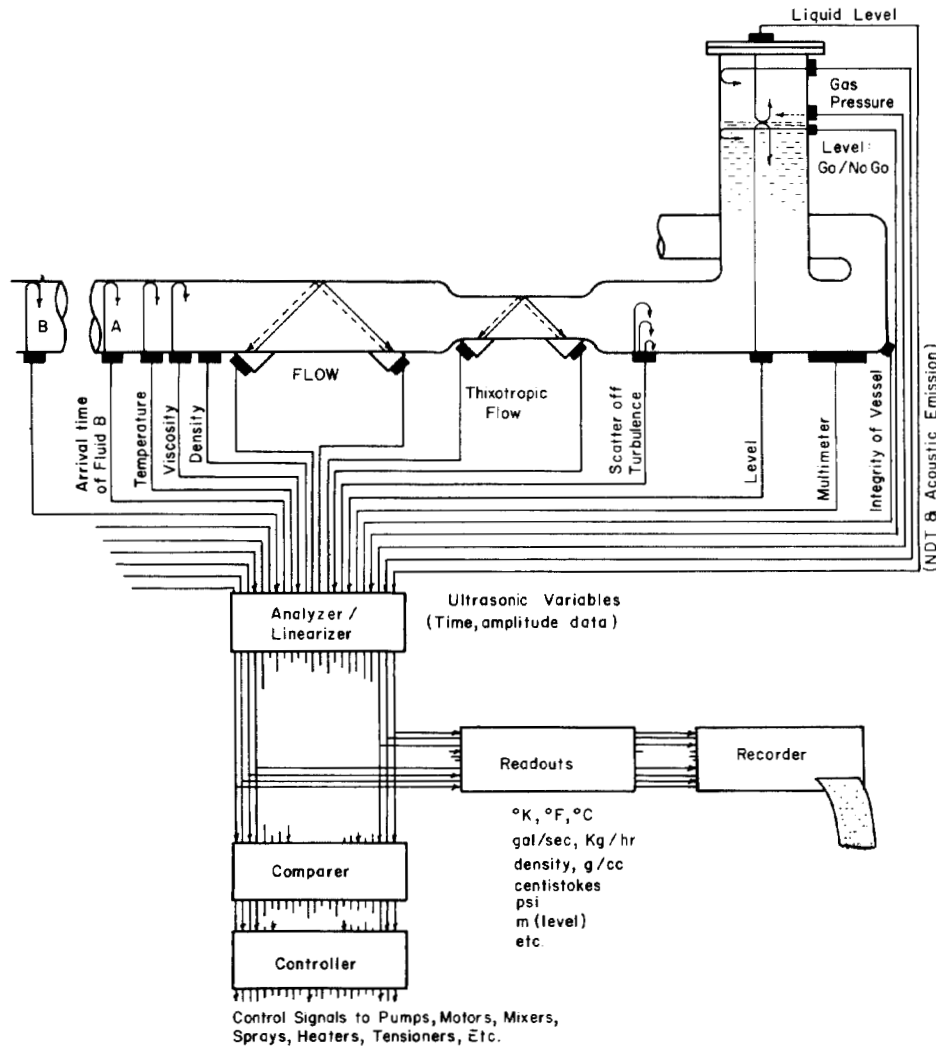 Liquid Level
Gas
Pressure
Level:
Go/No Go
B
A
FLOW
Thixotropic
Flow
Arrival time
of Fluid B
Temperature
Viscosity
Density
Scatter off
Turbulence
Level
Multimeter
Integrity of Vessel
(NDT & Acoustic Emission)
Analyzer /
Linearizer
Ultrasonic Variables
(Time, amplitude data)
Readouts
Recorder
°K, °F, °C
gal/sec, Kg/hr
density, g/cc
centistokes
psi
m (level)
etc.
Comparer
Controller
Control Signals to Pumps, Motors, Mixers,
Sprays, Heaters, Tensioners, Etc.